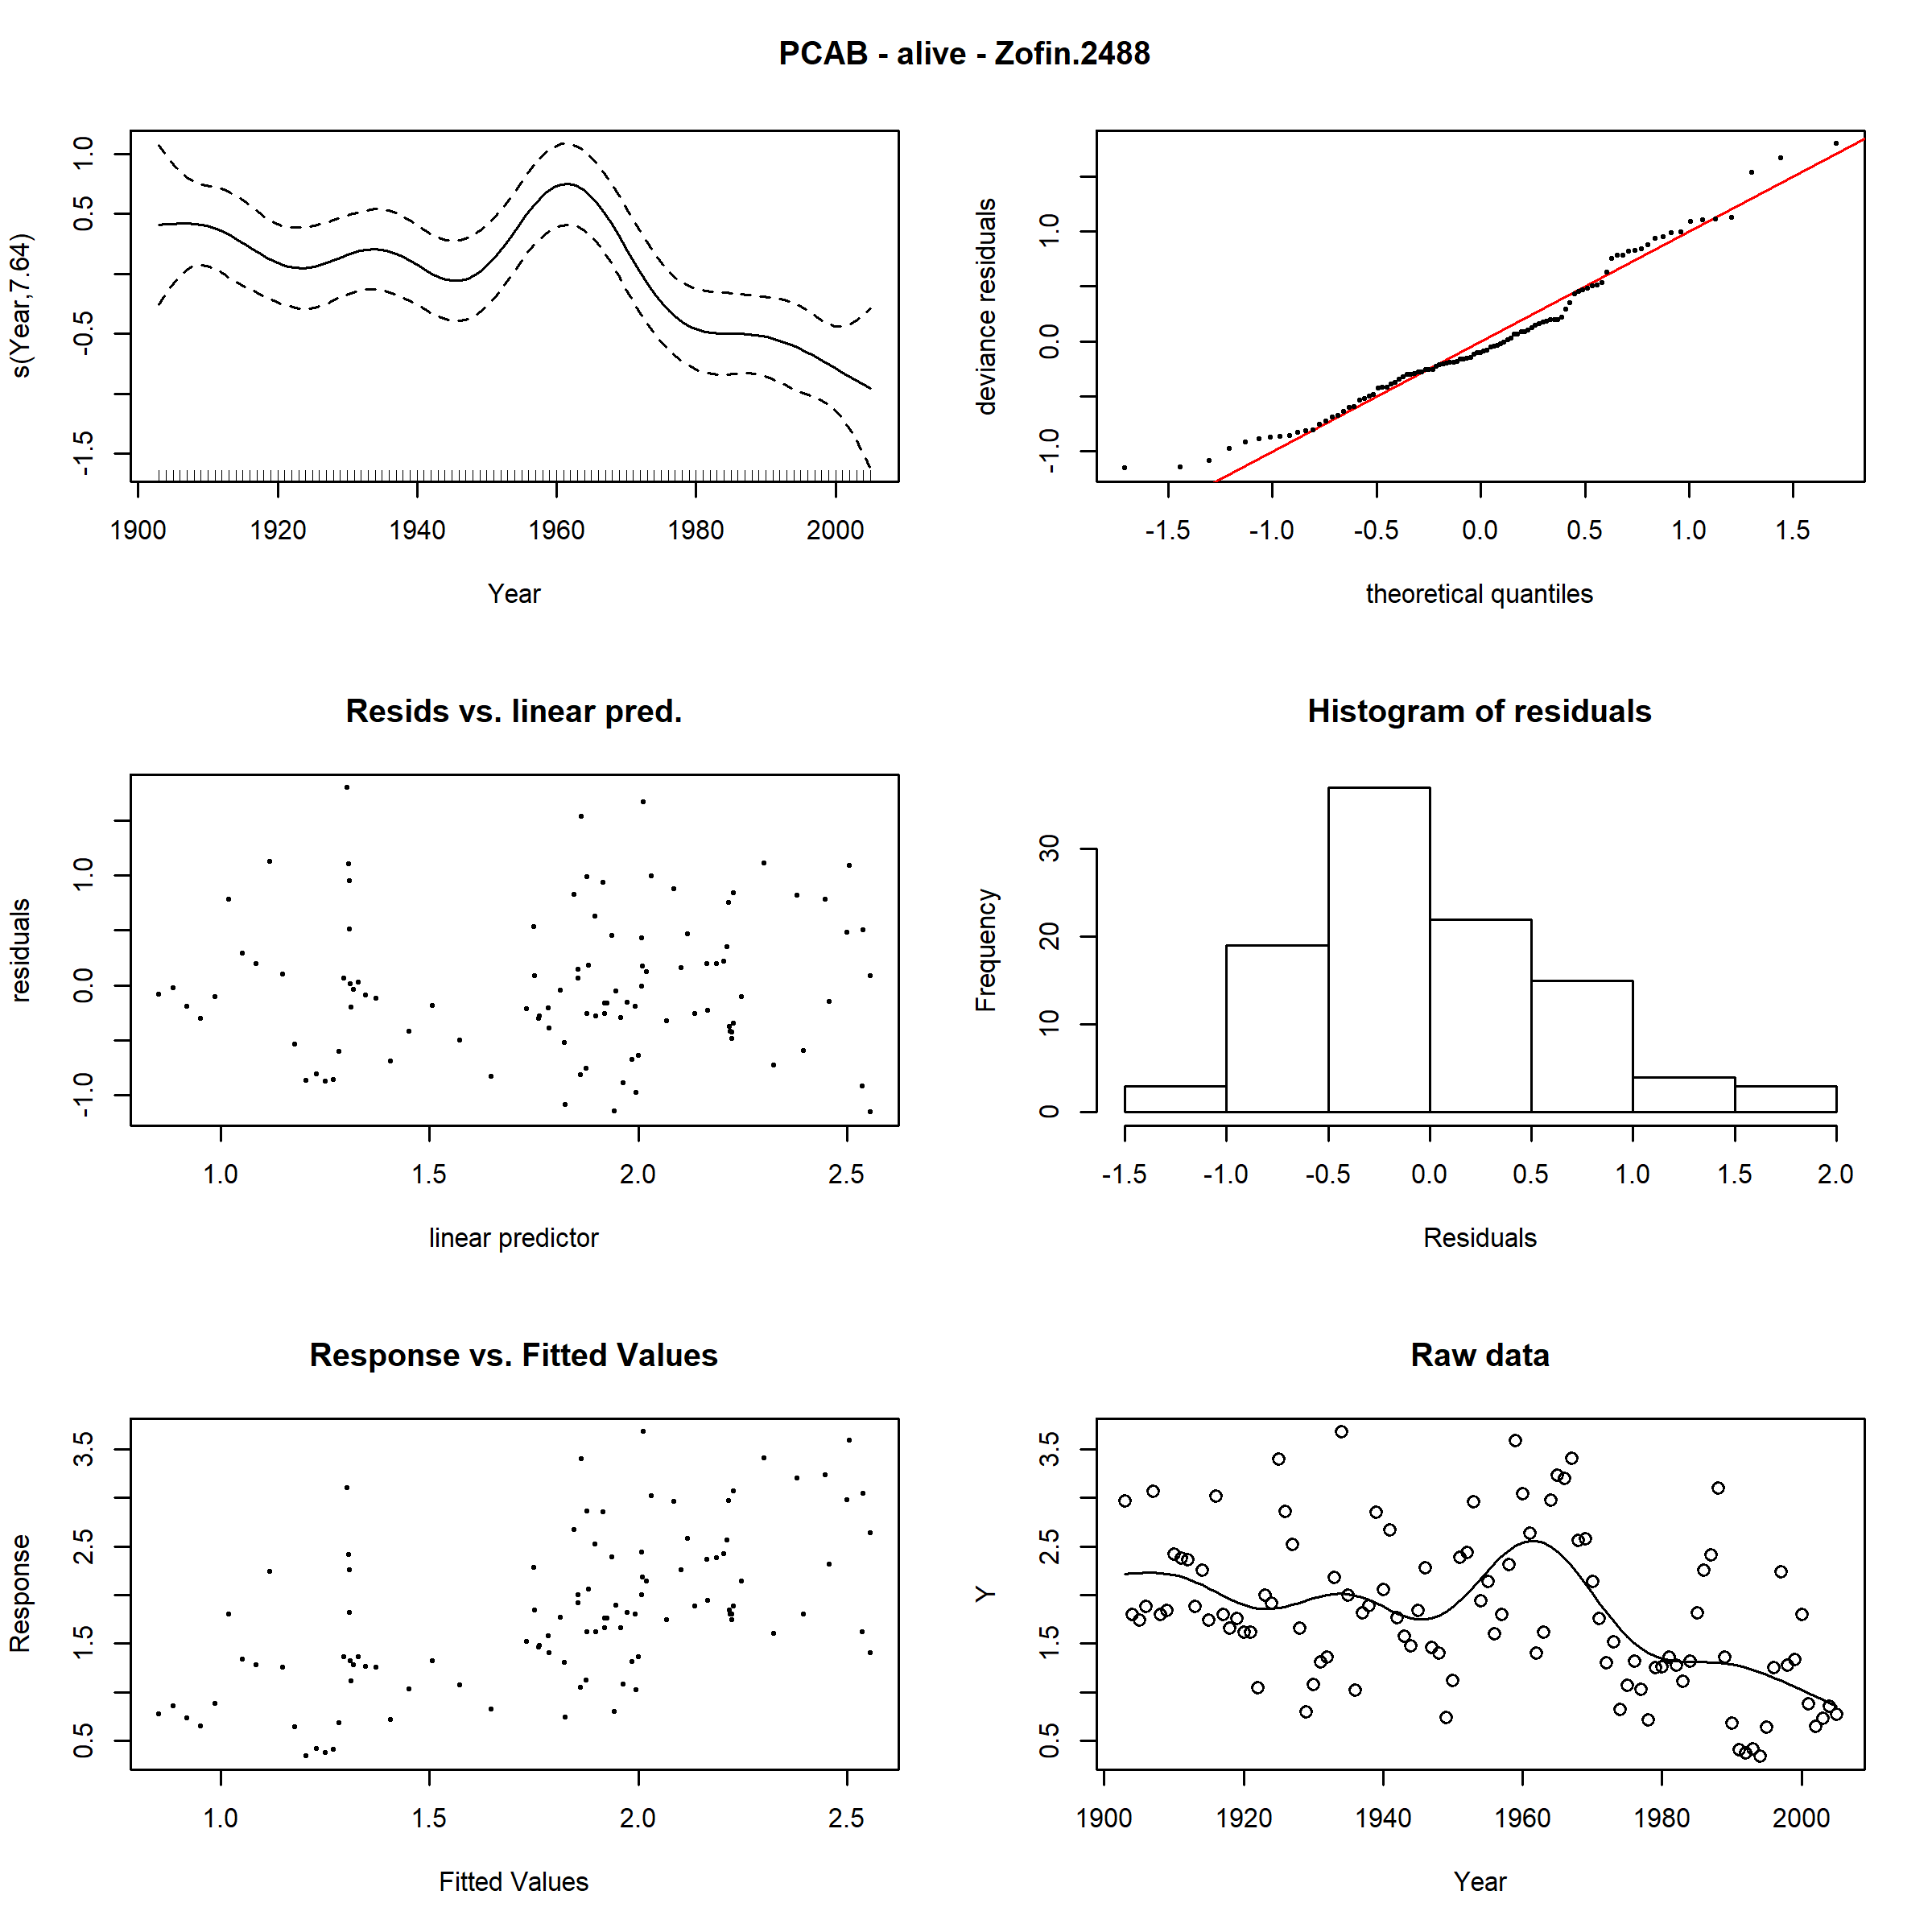 PCAB - alive - Zofin.2488
s(Year,7.64)
-1.5 -0.5 0.5 1.0
1900 1920 1940 1960 1980 2000
Year
deviance residuals
-1.0 0.0 1.0
-1.5 -1.0 -0.5 0.0 0.5 1.0 1.5
theoretical quantiles
Resids vs. linear pred.
residuals
-1.0 0.0 1.0
1.0 1.5 2.0 2.5
linear predictor
Histogram of residuals
Frequency
0 10 20 30
-1.5 -1.0 -0.5 0.0 0.5 1.0 1.5 2.0
Residuals
Response vs. Fitted Values
Response
0.5 1.5 2.5 3.5
1.0 1.5 2.0 2.5
Fitted Values
Raw data
Y
0.5 1.5 2.5 3.5
1900 1920 1940 1960 1980 2000
Year